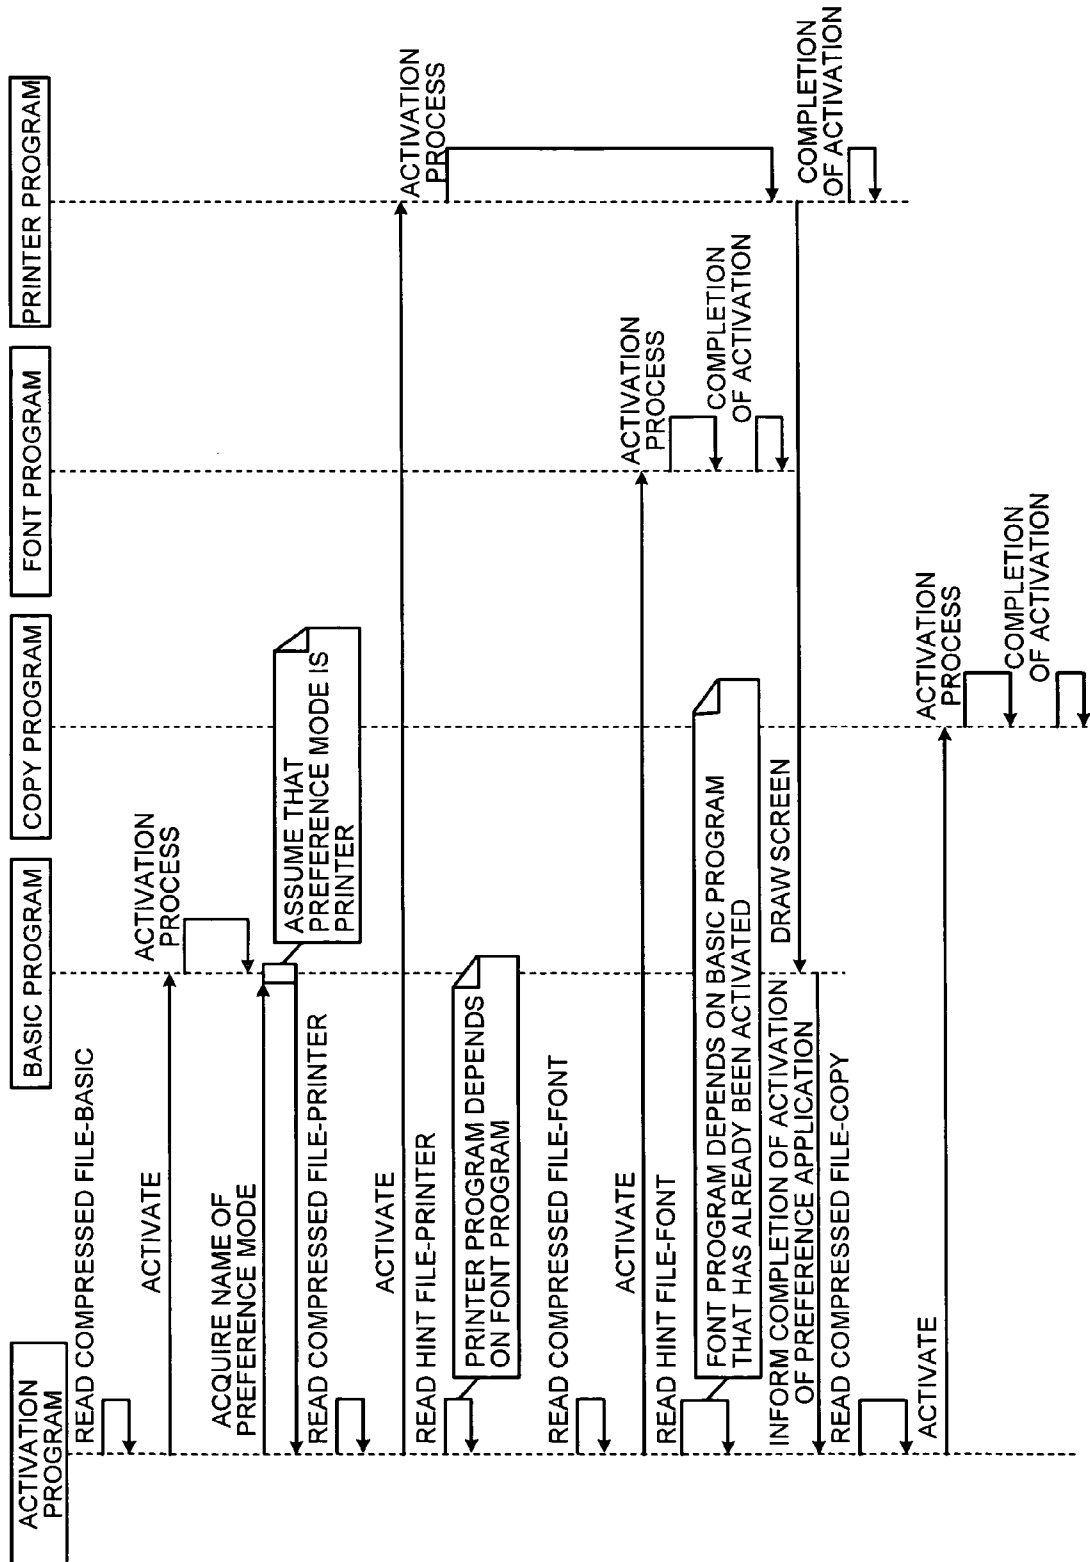 ACTIVATION
PROGRAM
BASIC PROGRAM
COPY PROGRAM
FONT PROGRAM
PRINTER PROGRAM
READ COMPRESSED FILE-BASIC
ACTIVATE
ACTIVATION
PROCESS
ACQUIRE NAME OF
PREFERENCE MODE
ASSUME THAT
PREFERENCE MODE IS
PRINTER
READ COMPRESSED FILE-PRINTER
ACTIVATE
ACTIVATION
PROCESS
READ HINT FILE-PRINTER
PRINTER PROGRAM DEPENDS
ON FONT PROGRAM
READ COMPRESSED FILE-FONT
ACTIVATE
ACTIVATION
PROCESS
READ HINT FILE-FONT
FONT PROGRAM DEPENDS ON BASIC PROGRAM
THAT HAS ALREADY BEEN ACTIVATED
COMPLETION
OF ACTIVATION
DRAW SCREEN
COMPLETION
OF ACTIVATION
INFORM COMPLETION OF ACTIVATION
OF PREFERENCE APPLICATION
READ COMPRESSED FILE-COPY
ACTIVATE
ACTIVATION
PROCESS
COMPLETION
OF ACTIVATION